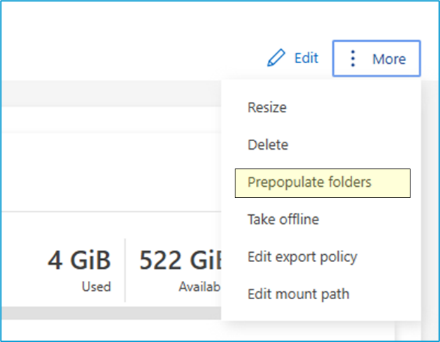 Edit
More
Resize
Delete
Prepopulate folders
Take offline
4 GiB
522 GiB
Used
Edit export policy
Edit mount path